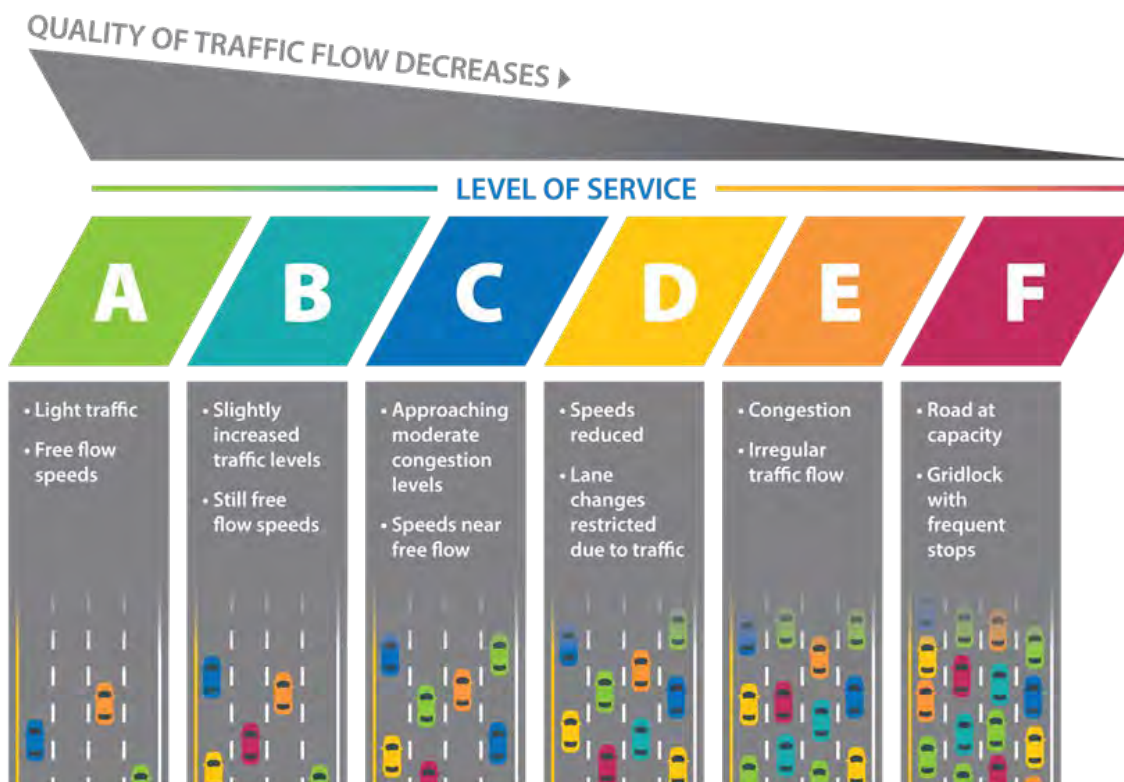 QUALITY OF TRAFFIC FLOW DECREASES
LEVEL OF SERVICE
A
B
C
D
E
F
• Light traffic
• Free flow
speeds
• Slightly
increased
traffic levels
• Still free
flow speeds
• Approaching
moderate
congestion
levels
• Speeds near
free flow
• Speeds
reduced
• Lane
changes
restricted
due to traffic
• Congestion
• Irregular
traffic flow
• Road at
capacity
• Gridlock
with
frequent
stops